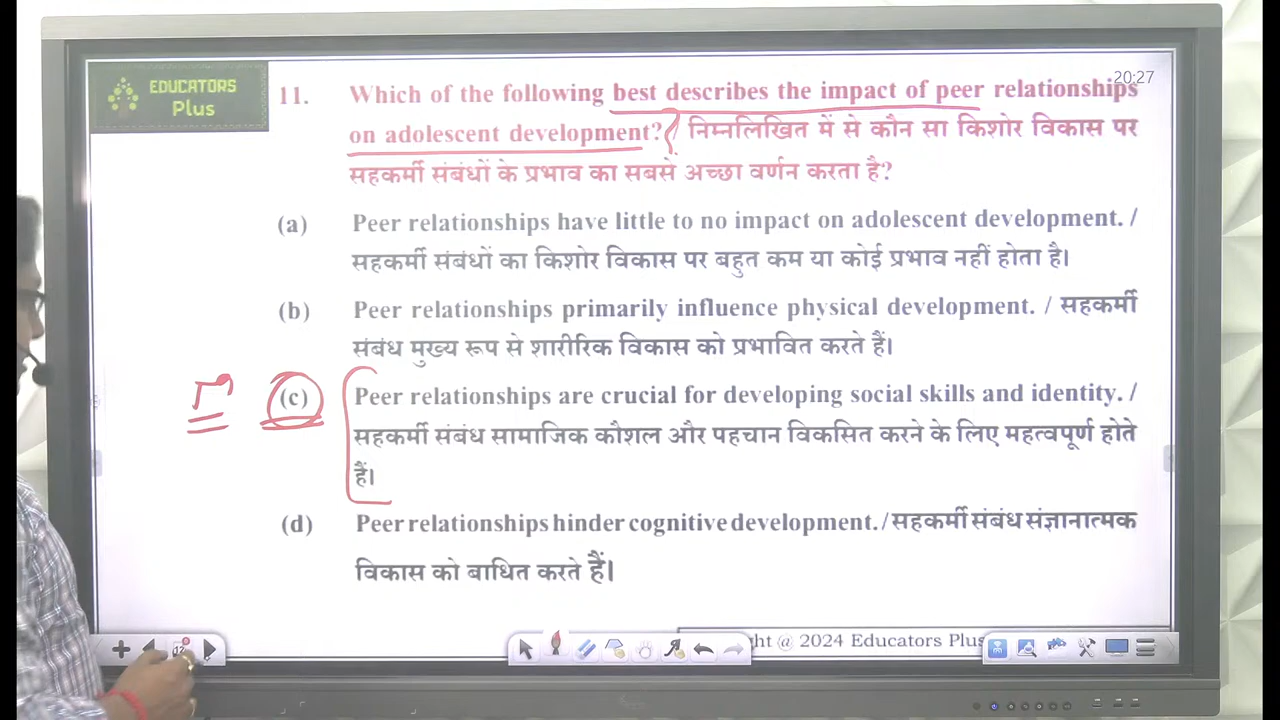 EDUCATORS
Plus
20:27
11. Which of the following best describes the impact of peer relationships
on adolescent development? / निम्नलिखित में से कौन सा किशोर विकास पर
सहकर्मी संबंधों के प्रभाव का सबसे अच्छा वर्णन करता है?
(a) Peer relationships have little to no impact on adolescent development. /
सहकर्मी संबंधों का किशोर विकास पर बहुत कम या कोई प्रभाव नहीं होता है।
(b) Peer relationships primarily influence physical development. / सहकर्मी
संबंध मुख्य रूप से शारीरिक विकास को प्रभावित करते हैं।
(c) Peer relationships are crucial for developing social skills and identity. /
सहकर्मी संबंध सामाजिक कौशल और पहचान विकसित करने के लिए महत्वपूर्ण होते
हैं।
(d) Peer relationships hinder cognitive development. / सहकर्मी संबंध संज्ञानात्मक
विकास को बाधित करते हैं।
@ 2024 Educators Plus